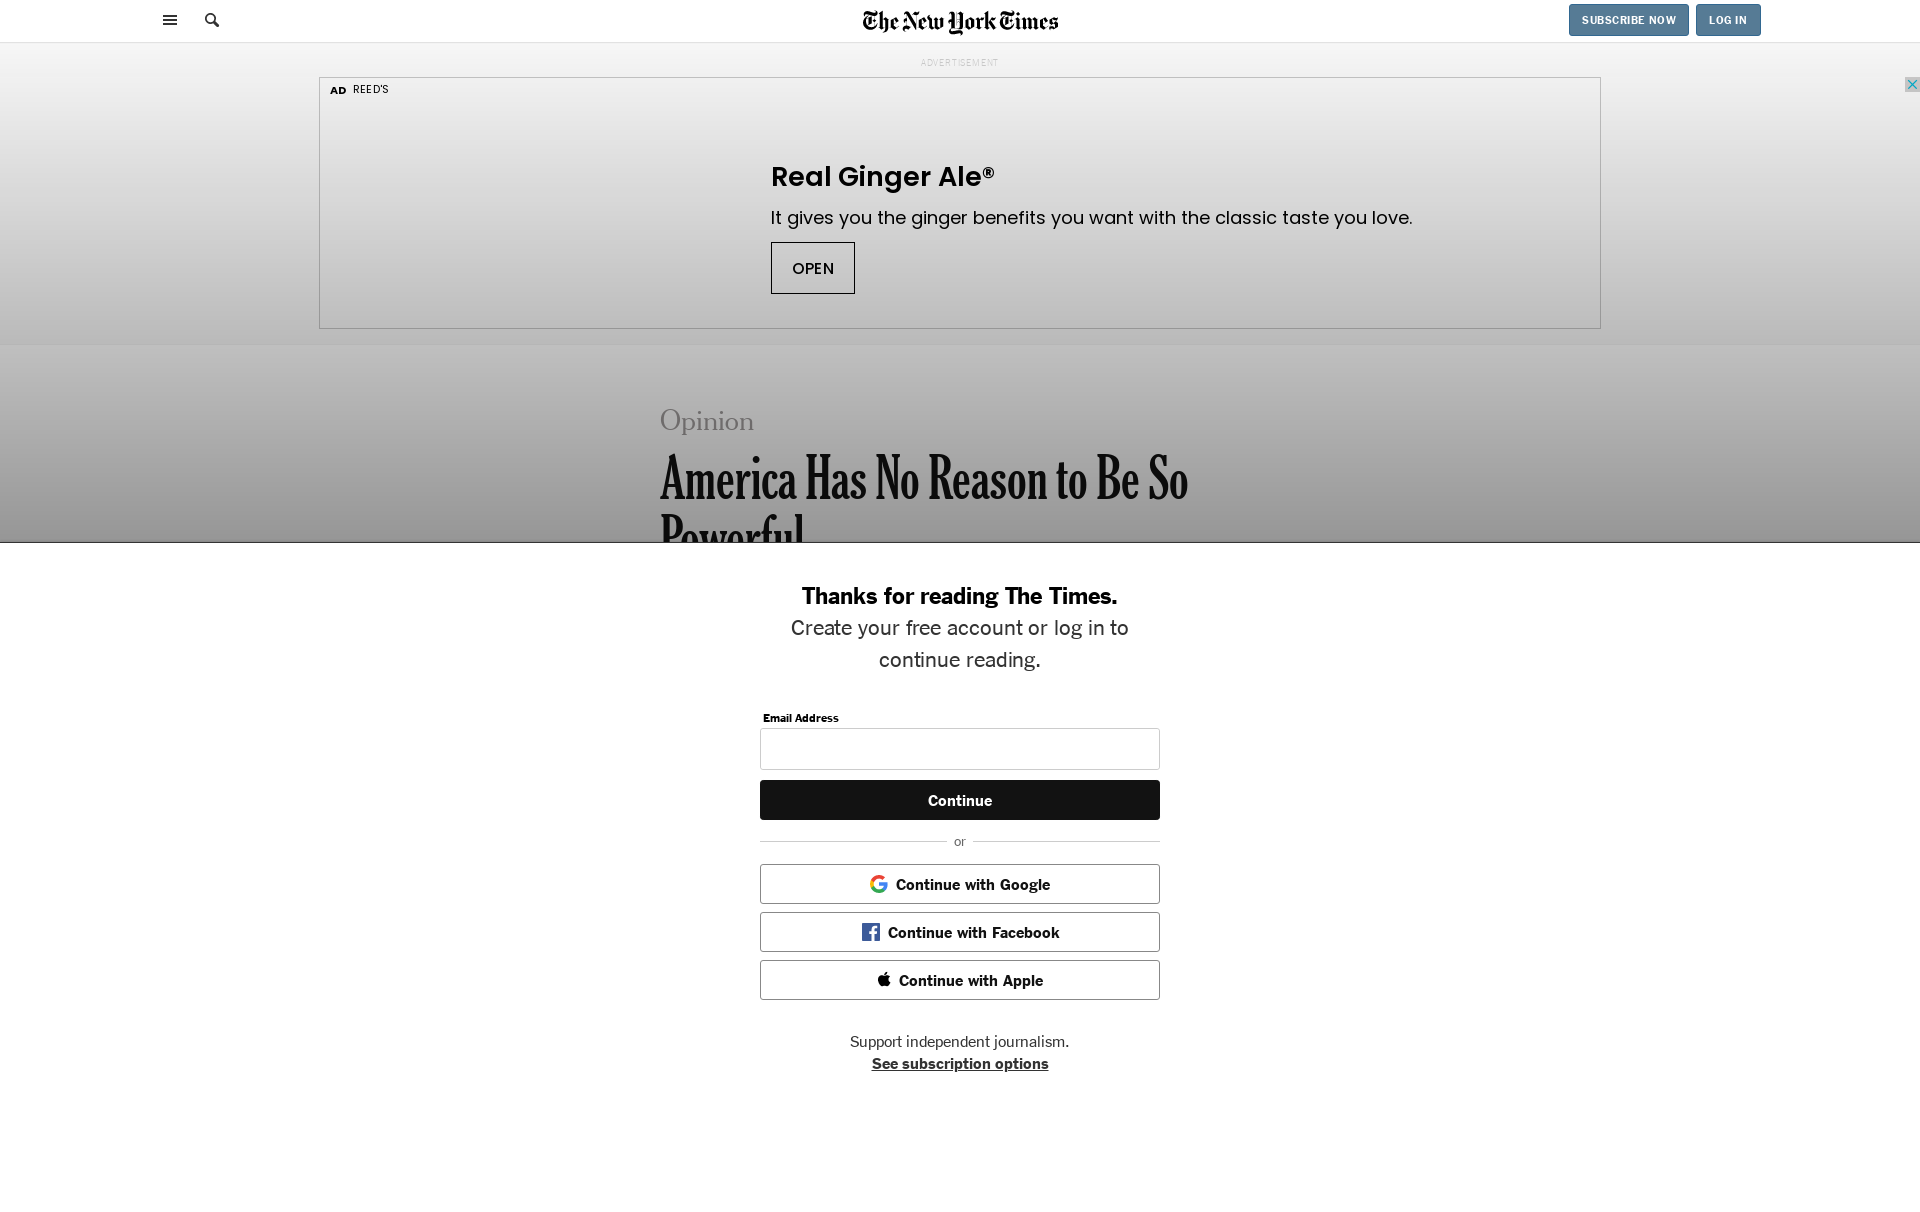 The New York Times
SUBSCRIBE NOW
LOG IN
ADVERTISEMENT
AD REED'S
Real Ginger Ale®
It gives you the ginger benefits you want with the classic taste you love.
OPEN
Opinion
America Has No Reason to Be So
Powerful
Thanks for reading The Times.
Create your free account or log in to
continue reading.
Email Address
Continue
or
Continue with Google
Continue with Facebook
Continue with Apple
Support independent journalism.
See subscription options